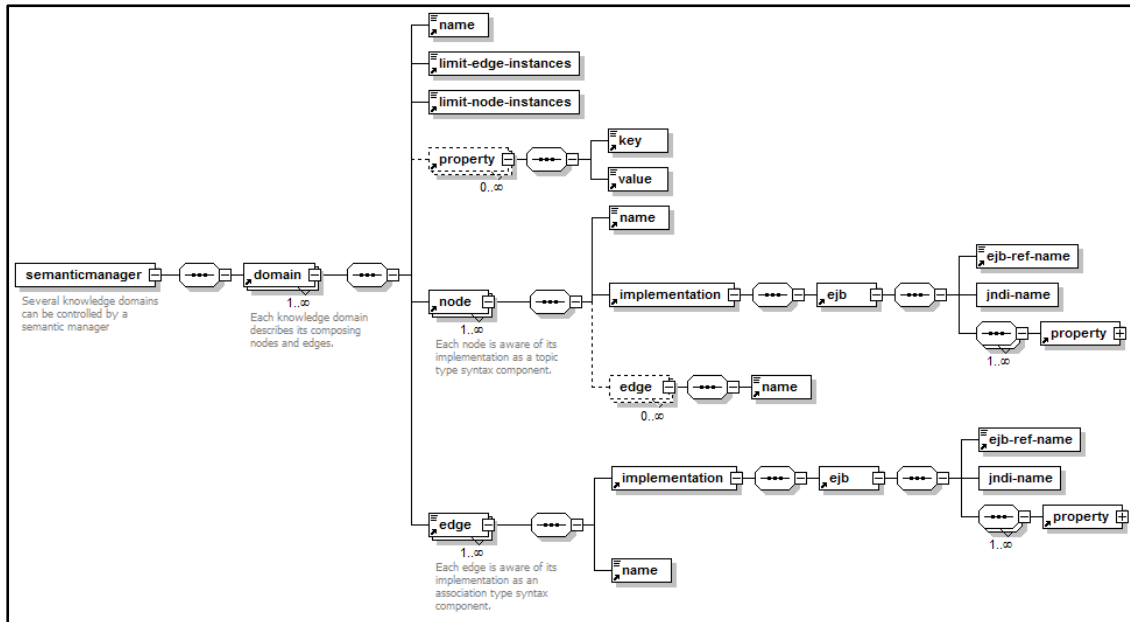 name
limit-edge-instances
limit-node-instances
property
0..∞
key
value
semanticmanager
Several knowledge domains
can be controlled by a
semantic manager
domain
1..∞
Each knowledge domain
describes its composing
nodes and edges.
node
1..∞
Each node is aware of its
implementation as a topic
type syntax component.
name
implementation
ejb
ejb-ref-name
jndi-name
property
1..∞
edge
0..∞
name
edge
1..∞
Each edge is aware of its
implementation as an
association type syntax
component.
implementation
ejb
ejb-ref-name
jndi-name
property
1..∞
name